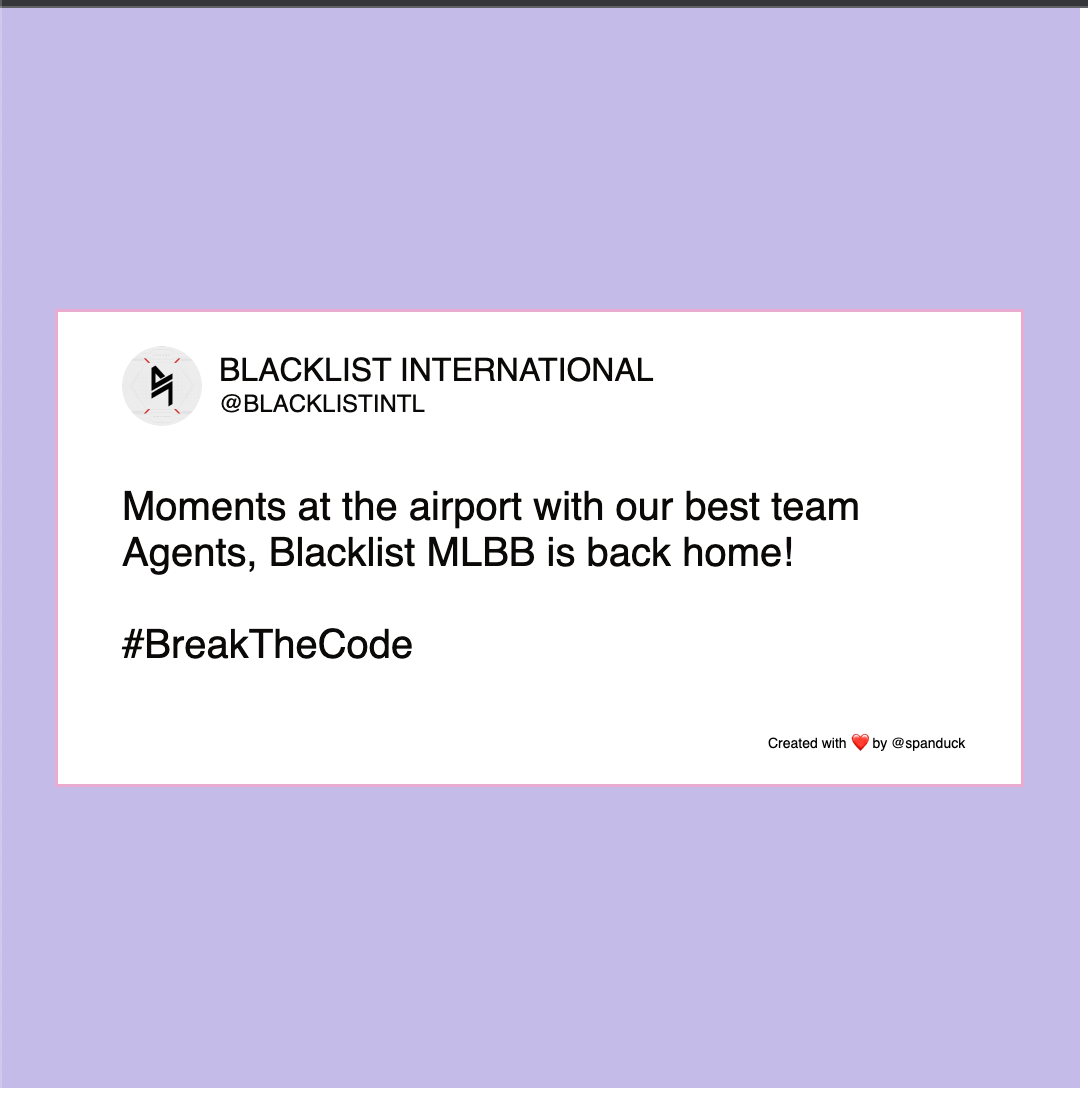 BLACKLIST INTERNATIONAL
@BLACKLISTINTL
Moments at the airport with our best team
Agents, Blacklist MLBB is back home!
#BreakTheCode
Created with ❤️ by @spanduck